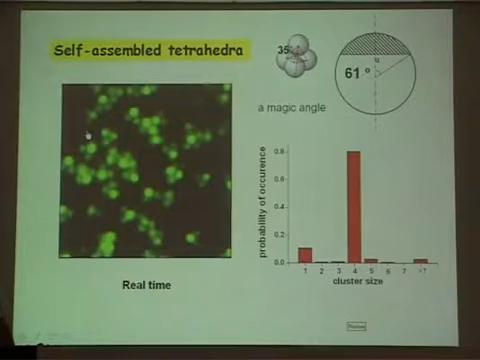 Self-assembled tetrahedra
35°
61 °
α
a magic angle
Real time
probability of occurence
0.8
0.6
0.4
0.2
0.0
1 2 3 4 5 6 7 >7
cluster size